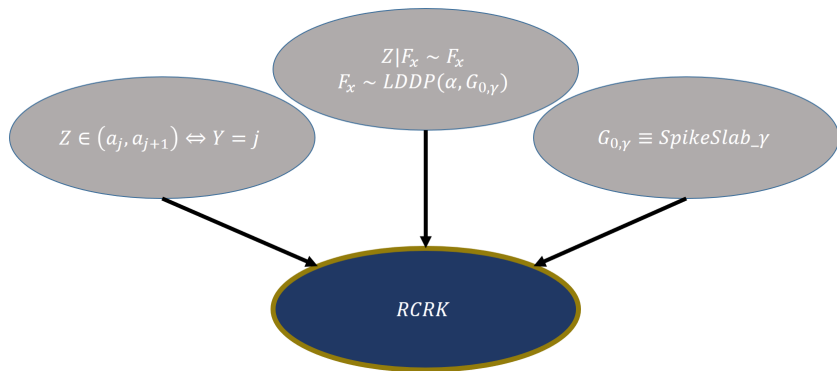 Z|F_x ~ F_x
F_x ~ LDDP(α, G_{0,γ})
Z ∈ (a_j, a_{j+1}) ⇔ Y = j
G_{0,γ} ≡ SpikeSlab_γ
RCRK